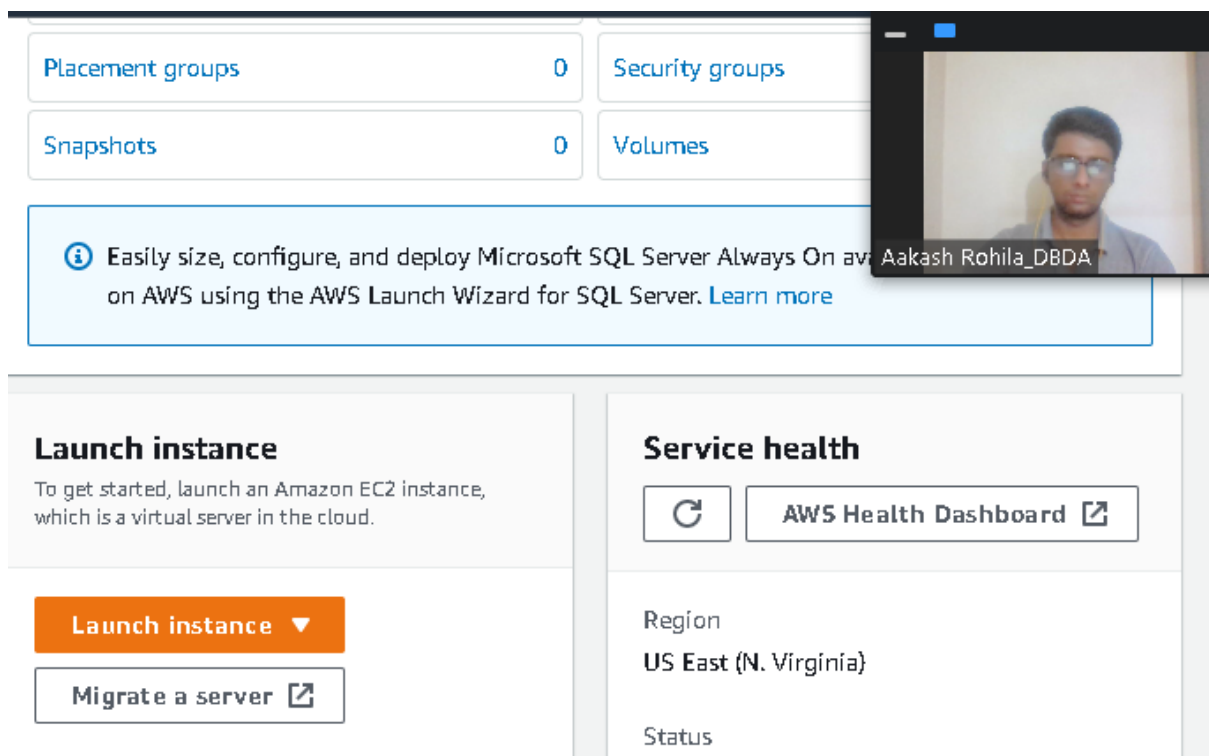 Placement groups 0 Security groups
Snapshots 0 Volumes
Easily size, configure, and deploy Microsoft SQL Server Always On
on AWS using the AWS Launch Wizard for SQL Server. Learn more
Aakash Rohila_DBDA
Launch instance
To get started, launch an Amazon EC2 instance,
which is a virtual server in the cloud.
Launch instance
Migrate a server
Service health
AWS Health Dashboard
Region
US East (N. Virginia)
Status